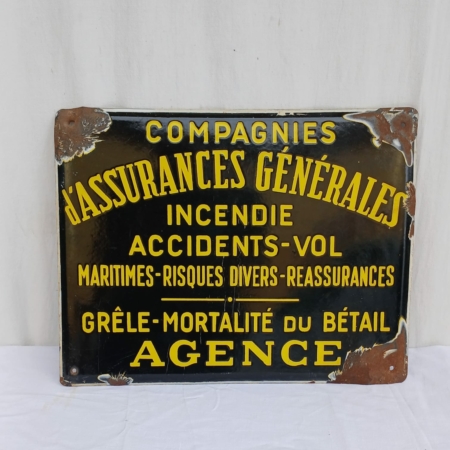 COMPAGNIES
d'ASSURANCES GÉNÉRALES
INCENDIE
ACCIDENTS-VOL
MARITIMES-RISQUES DIVERS-REASSURANCES
GRÊLE-MORTALITÉ DU BÉTAIL
AGENCE